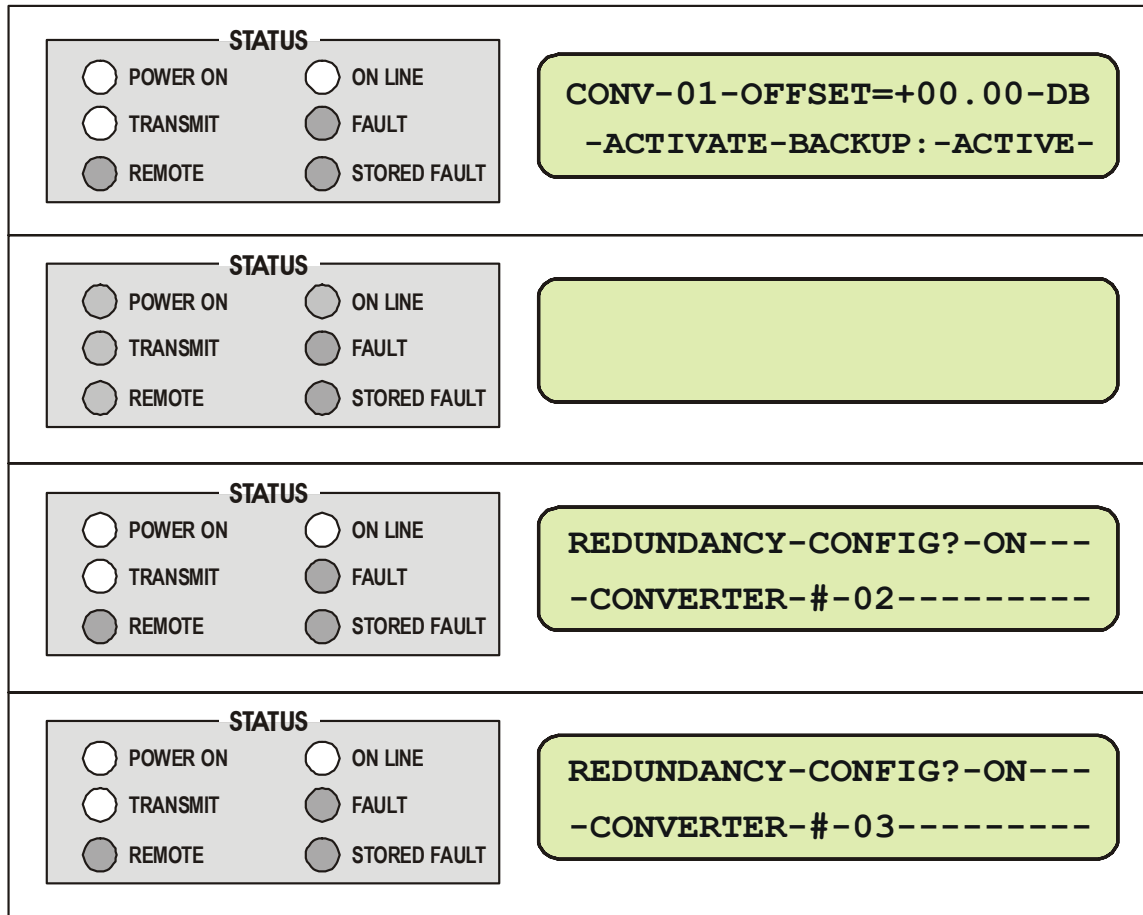 STATUS
POWER ON ON LINE
TRANSMIT FAULT
REMOTE STORED FAULT
CONV-01-OFFSET=+00.00-DB
-ACTIVATE-BACKUP:-ACTIVE-
STATUS
POWER ON ON LINE
TRANSMIT FAULT
REMOTE STORED FAULT
STATUS
POWER ON ON LINE
TRANSMIT FAULT
REMOTE STORED FAULT
REDUNDANCY-CONFIG?-ON---
-CONVERTER-#-02---------
STATUS
POWER ON ON LINE
TRANSMIT FAULT
REMOTE STORED FAULT
REDUNDANCY-CONFIG?-ON---
-CONVERTER-#-03---------